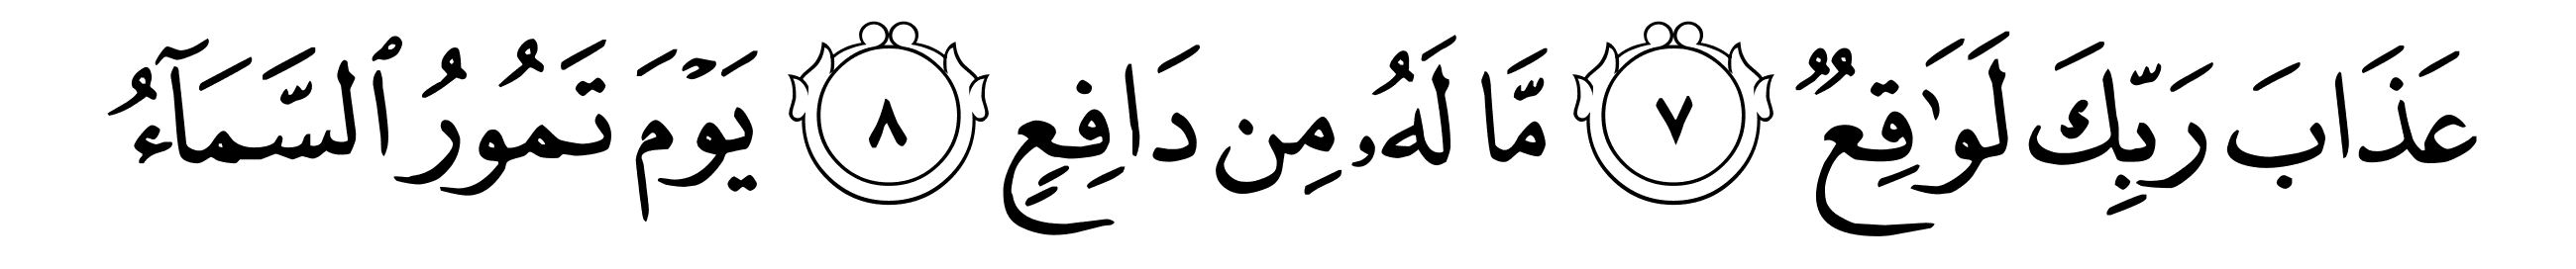 عَذَابَ رَبِّكَ لَوَٰقِعٌ ٧ مَّا لَهُۥ مِن دَافِعٍ ٨ يَوْمَ تَمُورُ ٱلسَّمَآءُ